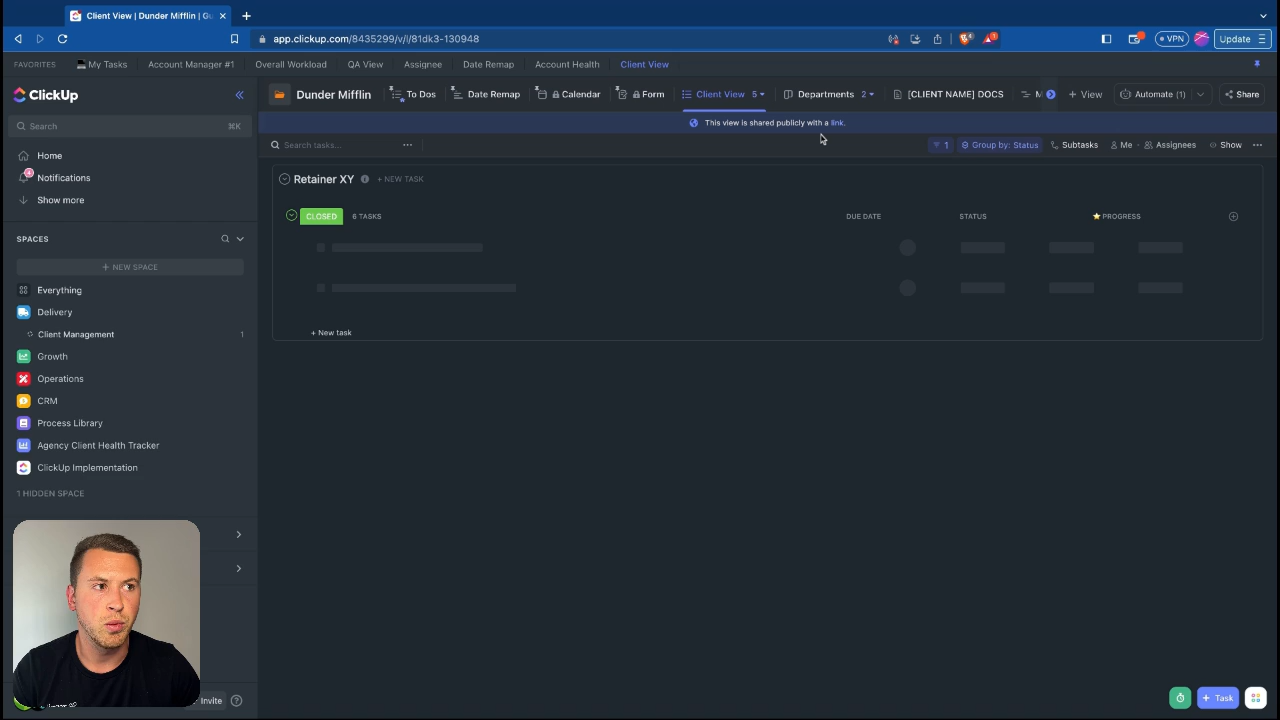 Client View | Dunder Mifflin | Gu
app.clickup.com/8435299/v/l/81dk3-130948
VPN
Update
FAVORITES
My Tasks
Account Manager #1
Overall Workload
QA View
Assignee
Date Remap
Account Health
Client View
ClickUp
Dunder Mifflin
To Dos
Date Remap
Calendar
Form
Client View 5
Departments 2
[CLIENT NAME] DOCS
+ View
Automate (1)
Share
This view is shared publicly with a link.
Search
⌘K
Search tasks...
1
Group by: Status
Subtasks
Me
Assignees
Show
Home
Notifications
4
Show more
Retainer XY
+ NEW TASK
CLOSED
6 TASKS
DUE DATE
STATUS
⭐ PROGRESS
+ New task
SPACES
+ NEW SPACE
Everything
Delivery
Client Management
1
Growth
Operations
CRM
Process Library
Agency Client Health Tracker
ClickUp Implementation
1 HIDDEN SPACE
Invite
+ Task